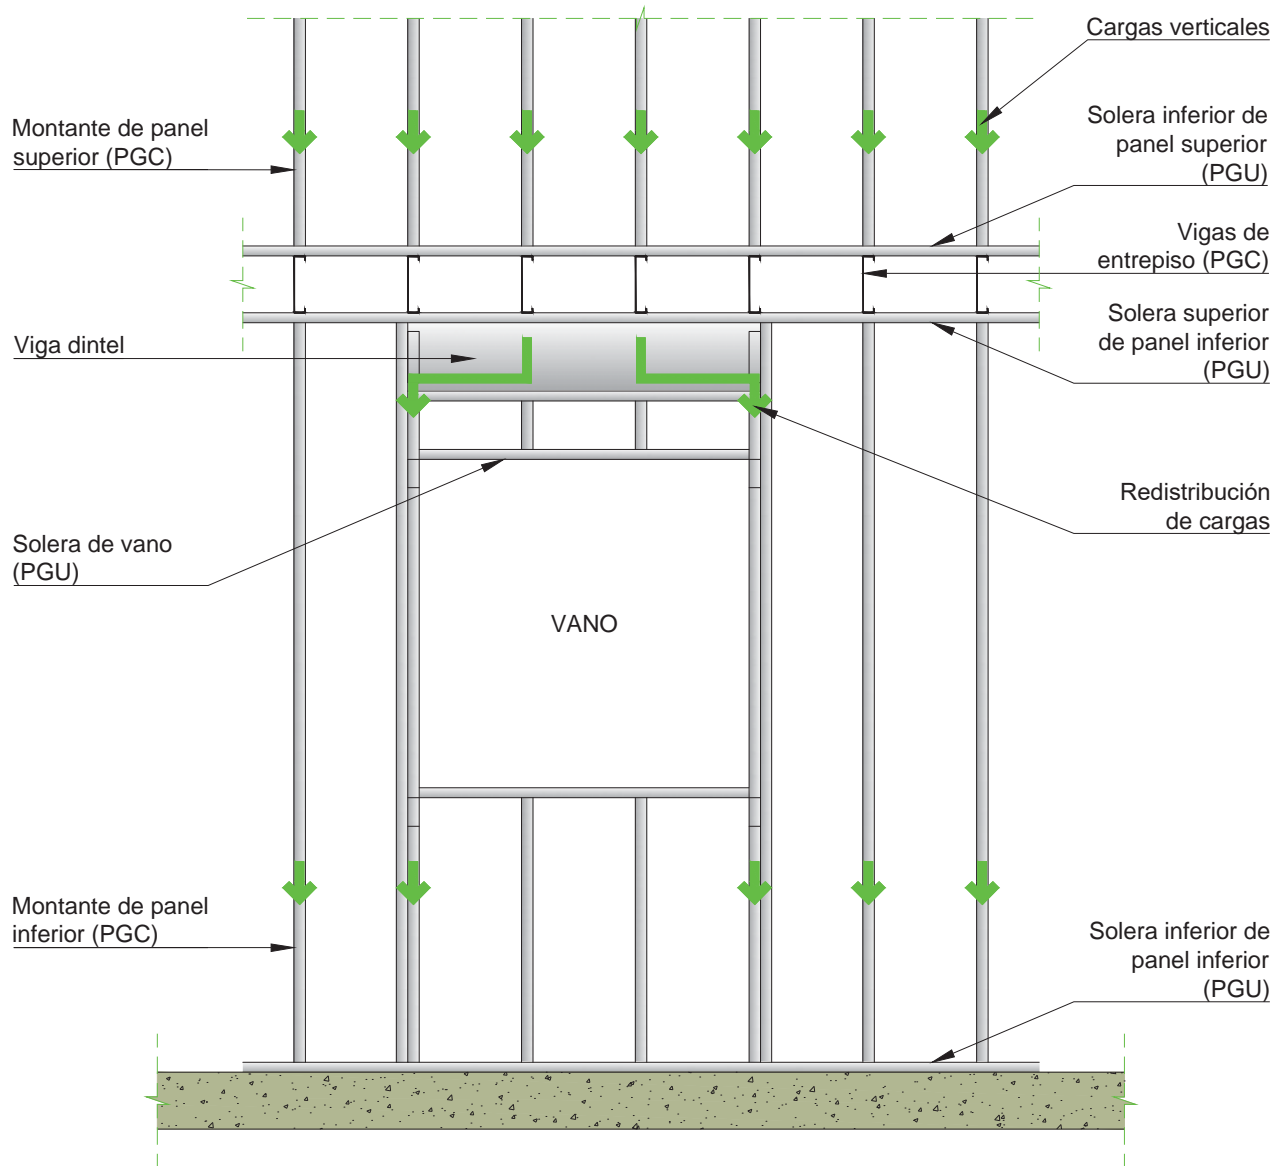 Cargas verticales
Montante de panel
superior (PGC)
Solera inferior de
panel superior
(PGU)
Vigas de
entrepiso (PGC)
Viga dintel
Solera superior
de panel inferior
(PGU)
Solera de vano
(PGU)
Redistribución
de cargas
VANO
Montante de panel
inferior (PGC)
Solera inferior de
panel inferior
(PGU)